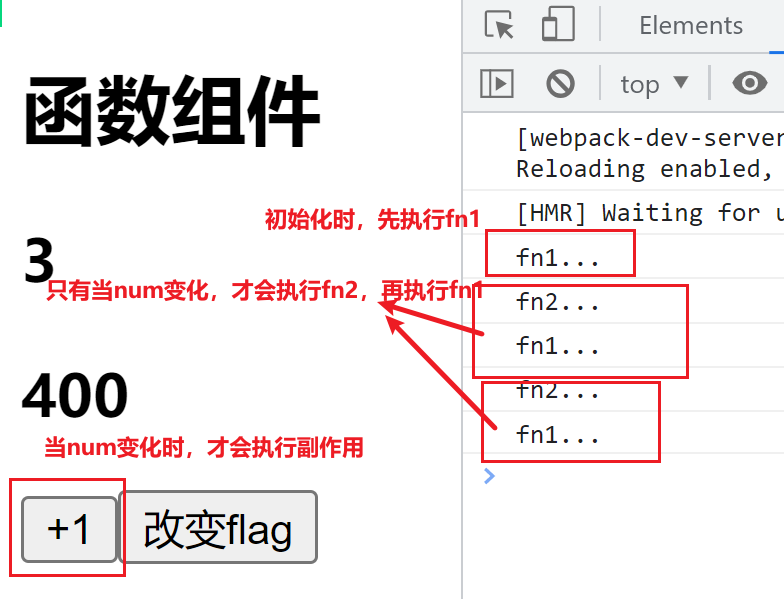 函数组件
3
400
+1
改变flag
初始化时，先执行fn1
只有当num变化，才会执行fn2，再执行fn1
当num变化时，才会执行副作用
Elements
top
[webpack-dev-server
Reloading enabled,
[HMR] Waiting for u
fn1...
fn2...
fn1...
fn2...
fn1...